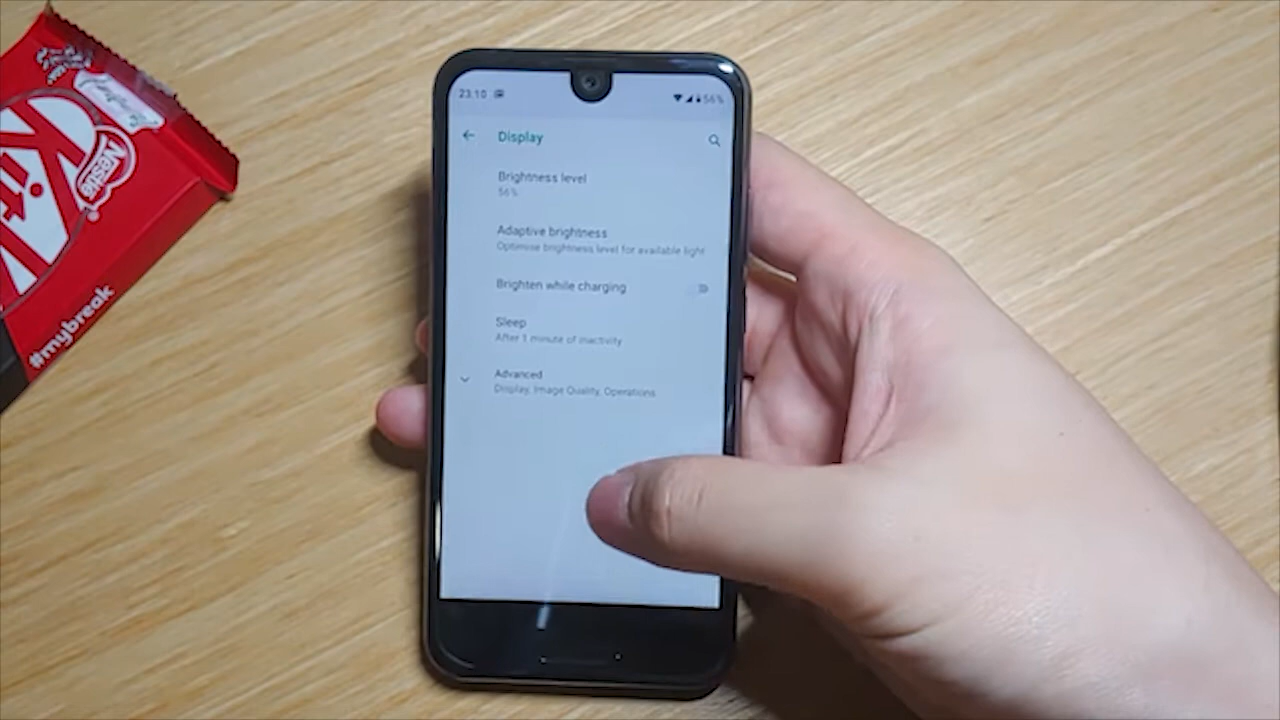 23:10
56%
Display
Brightness level
56%
Adaptive brightness
Optimise brightness level for available light
Brighten while charging
Sleep
After 1 minute of inactivity
Advanced
Display, Image Quality, Operations
KitKat
Nestlé
#mybreak